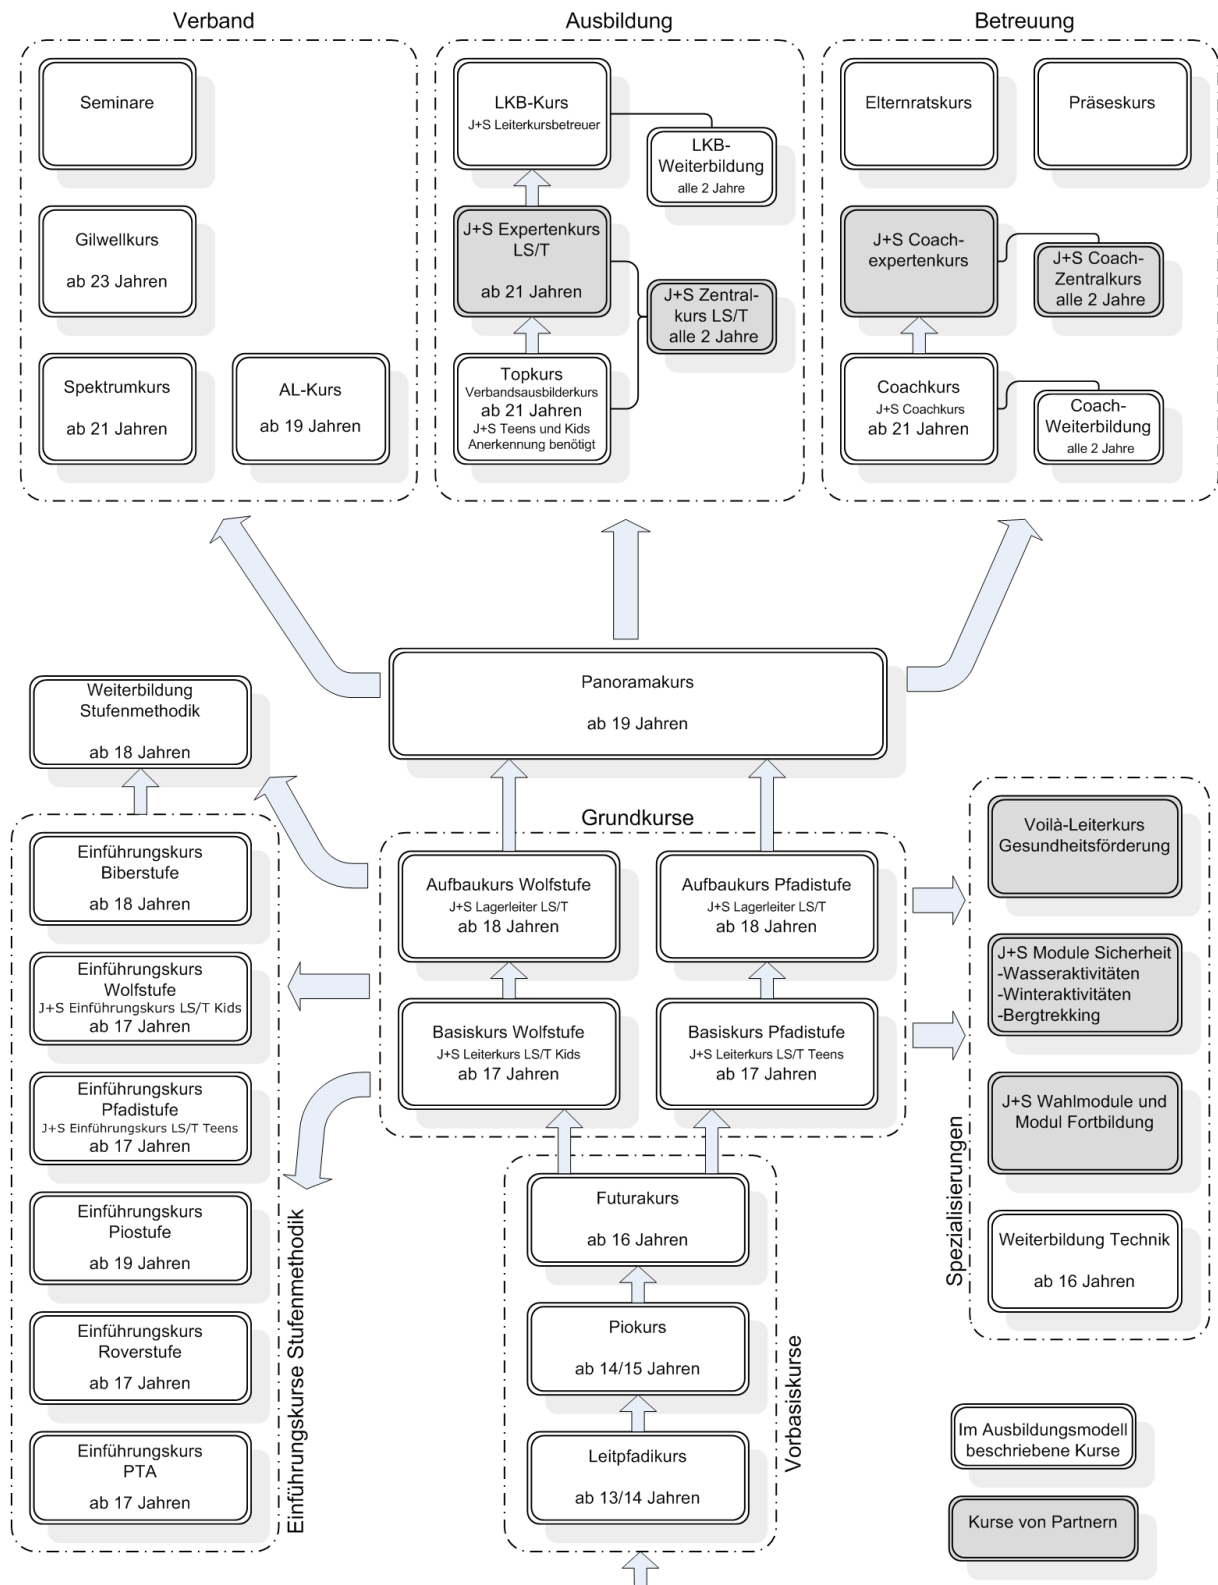 Verband
Seminare
Gilwellkurs
ab 23 Jahren
Spektrumkurs
ab 21 Jahren
AL-Kurs
ab 19 Jahren
Ausbildung
LKB-Kurs
J+S Leiterkursbetreuer
LKB-
Weiterbildung
alle 2 Jahre
J+S Expertenkurs
LS/T
ab 21 Jahren
J+S Zentral-
kurs LS/T
alle 2 Jahre
Topkurs
Verbandsausbilderkurs
ab 21 Jahren
J+S Teens und Kids
Anerkennung benötigt
Betreuung
Elternratskurs
Präseskurs
J+S Coach-
expertenkurs
J+S Coach-
Zentralkurs
alle 2 Jahre
Coachkurs
J+S Coachkurs
ab 21 Jahren
Coach-
Weiterbildung
alle 2 Jahre
Panoramakurs
ab 19 Jahren
Weiterbildung
Stufenmethodik
ab 18 Jahren
Einführungskurs
Biberstufe
ab 18 Jahren
Einführungskurs
Wolfstufe
J+S Einführungskurs LS/T Kids
ab 17 Jahren
Einführungskurs
Pfadistufe
J+S Einführungskurs LS/T Teens
ab 17 Jahren
Einführungskurs
Piostufe
ab 19 Jahren
Einführungskurs
Roverstufe
ab 17 Jahren
Einführungskurs
PTA
ab 17 Jahren
Einführungskurse Stufenmethodik
Grundkurse
Aufbaukurs Wolfstufe
J+S Lagerleiter LS/T
ab 18 Jahren
Aufbaukurs Pfadistufe
J+S Lagerleiter LS/T
ab 18 Jahren
Basiskurs Wolfstufe
J+S Leiterkurs LS/T Kids
ab 17 Jahren
Basiskurs Pfadistufe
J+S Leiterkurs LS/T Teens
ab 17 Jahren
Futurakurs
ab 16 Jahren
Piokurs
ab 14/15 Jahren
Leitpfadikurs
ab 13/14 Jahren
Vorbasiskurse
Voilà-Leiterkurs
Gesundheitsförderung
J+S Module Sicherheit
-Wasseraktivitäten
-Winteraktivitäten
-Bergtrekking
J+S Wahlmodule und
Modul Fortbildung
Weiterbildung Technik
ab 16 Jahren
Spezialisierungen
Im Ausbildungsmodell
beschriebene Kurse
Kurse von Partnern